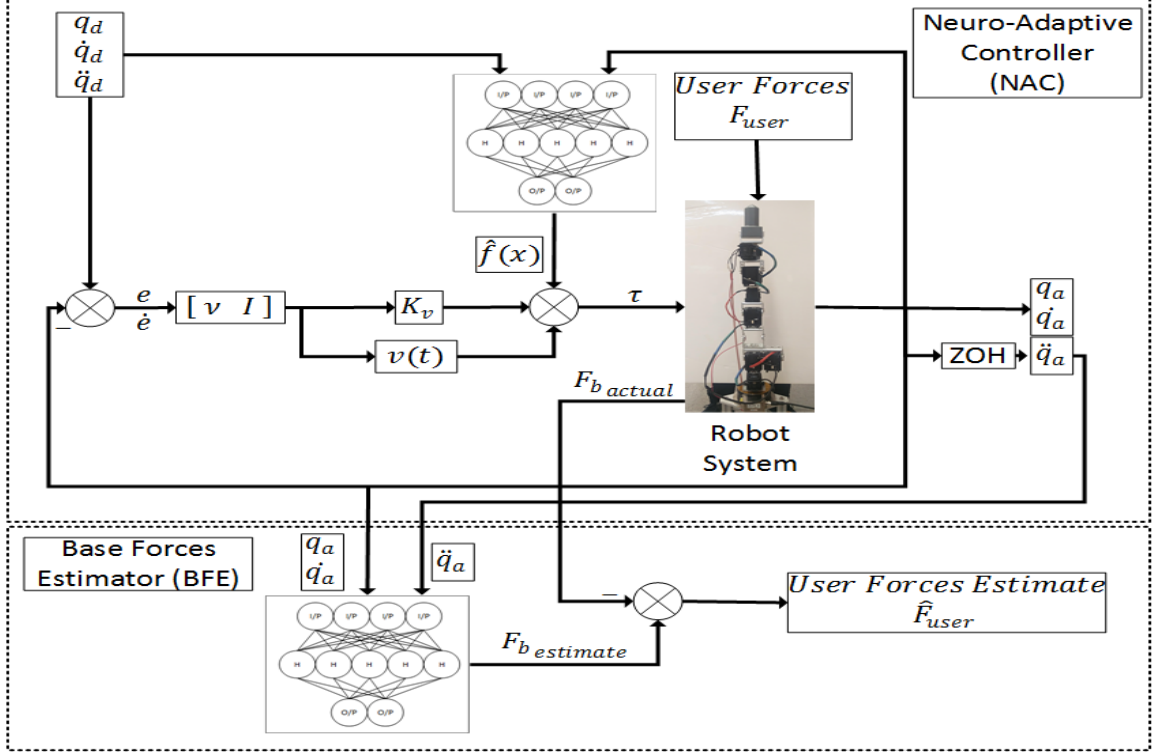 q_d
q̇_d
q̈_d
Neuro-Adaptive
Controller
(NAC)
I/P I/P I/P I/P
H H H H H
O/P O/P
User Forces
F_user
f̂(x)
e
ė
[ν I]
K_v
τ
v(t)
q_a
q̇_a
ZOH
q̈_a
F_b actual
Robot
System
−
Base Forces
Estimator (BFE)
q_a
q̇_a
q̈_a
I/P I/P I/P I/P
H H H H H
O/P O/P
F_b estimate
−
User Forces Estimate
F̂_user